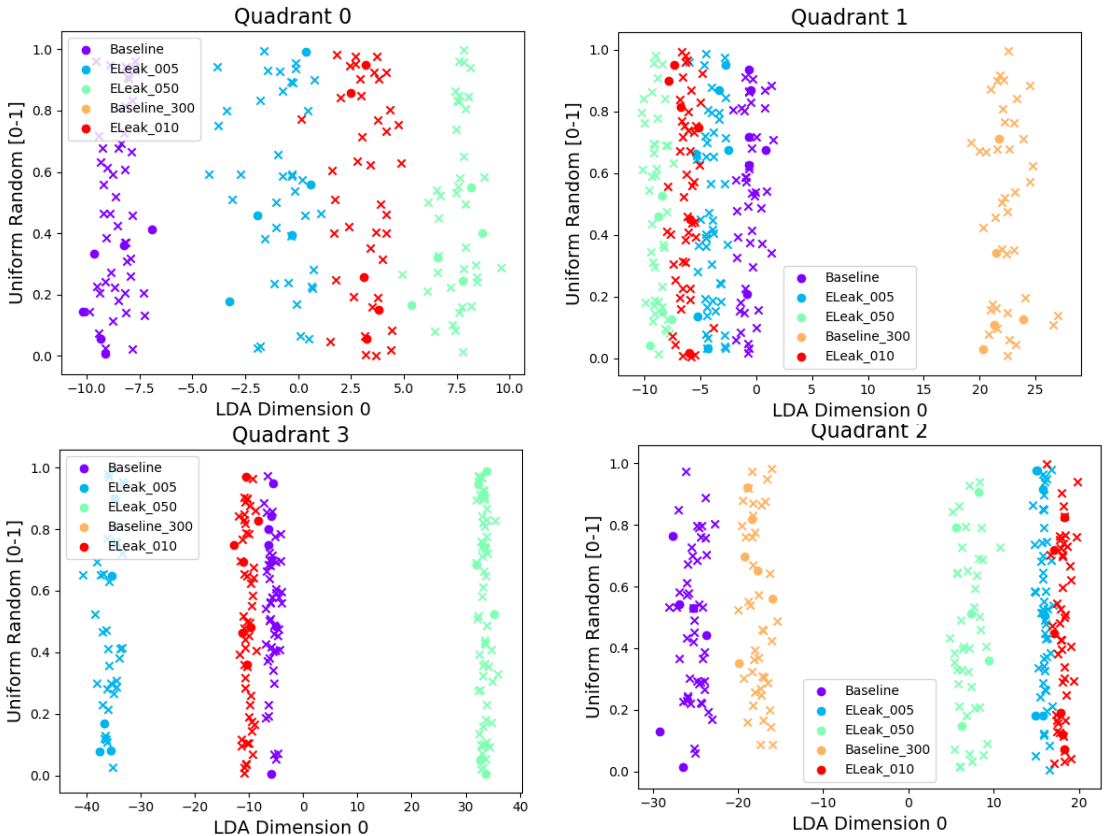 Quadrant 0
Uniform Random [0-1]
1.0
0.8
0.6
0.4
0.2
0.0
Baseline
ELeak_005
ELeak_050
Baseline_300
ELeak_010
−10.0 −7.5 −5.0 −2.5 0.0 2.5 5.0 7.5 10.0
LDA Dimension 0
Quadrant 1
Uniform Random [0-1]
1.0
0.8
0.6
0.4
0.2
0.0
Baseline
ELeak_005
ELeak_050
Baseline_300
ELeak_010
−10 −5 0 5 10 15 20 25
LDA Dimension 0
Quadrant 3
Uniform Random [0-1]
1.0
0.8
0.6
0.4
0.2
0.0
Baseline
ELeak_005
ELeak_050
Baseline_300
ELeak_010
−40 −30 −20 −10 0 10 20 30 40
LDA Dimension 0
Quadrant 2
Uniform Random [0-1]
1.0
0.8
0.6
0.4
0.2
0.0
Baseline
ELeak_005
ELeak_050
Baseline_300
ELeak_010
−30 −20 −10 0 10 20
LDA Dimension 0